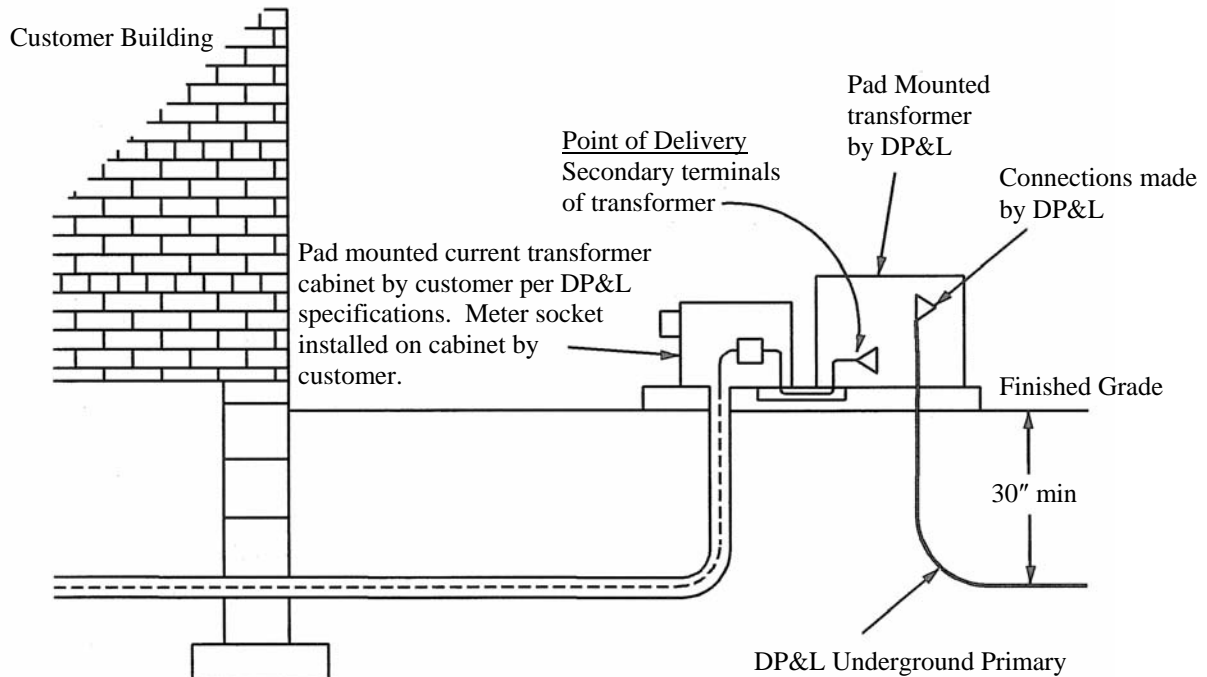 Customer Building
Pad Mounted
transformer
by DP&L
Point of Delivery
Secondary terminals
of transformer
Connections made
by DP&L
Pad mounted current transformer
cabinet by customer per DP&L
specifications.  Meter socket
installed on cabinet by
customer.
Finished Grade
30″ min
DP&L Underground Primary